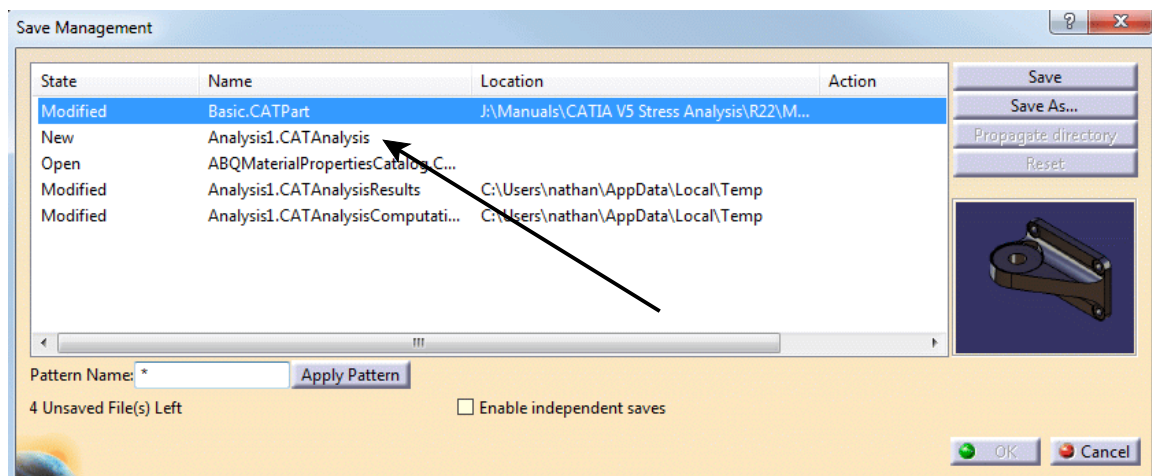 Save Management
State Name Location Action
Modified Basic.CATPart J:\Manuals\CATIA V5 Stress Analysis\R22\M...
New Analysis1.CATAnalysis
Open ABQMaterialPropertiesCatalog.C...
Modified Analysis1.CATAnalysisResults C:\Users\nathan\AppData\Local\Temp
Modified Analysis1.CATAnalysisComputati... C:\Users\nathan\AppData\Local\Temp
Save
Save As...
Propagate directory
Reset
Pattern Name: * Apply Pattern
4 Unsaved File(s) Left Enable independent saves
OK Cancel